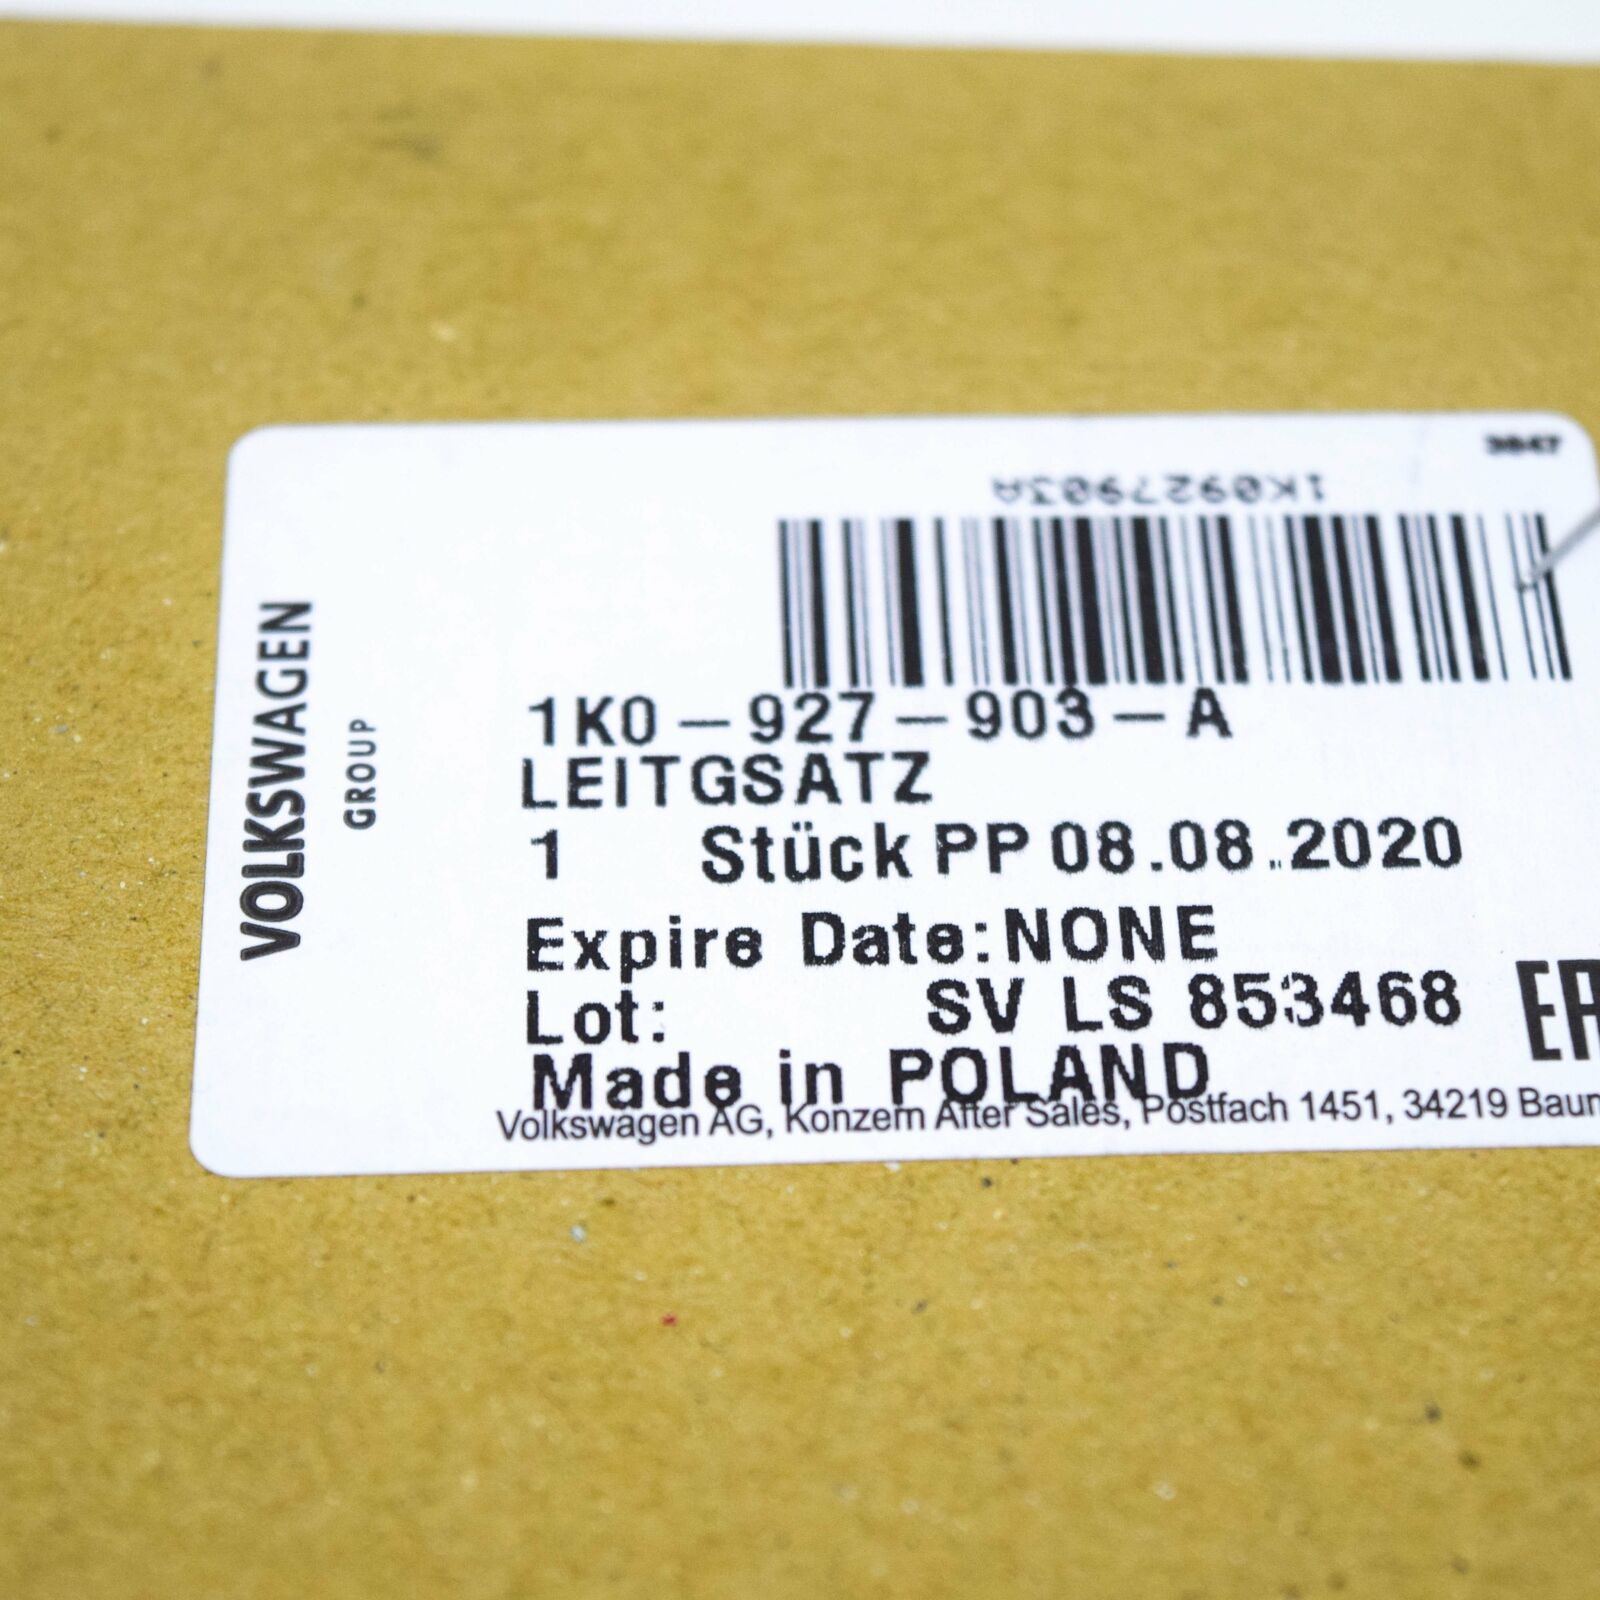 3847
1K0927903A
VOLKSWAGEN
GROUP
1K0-927-903-A
LEITGSATZ
1 Stück PP 08.08.2020
Expire Date:NONE
Lot: SV LS 853468
Made in POLAND
Volkswagen AG, Konzern After Sales, Postfach 1451, 34219 Baun